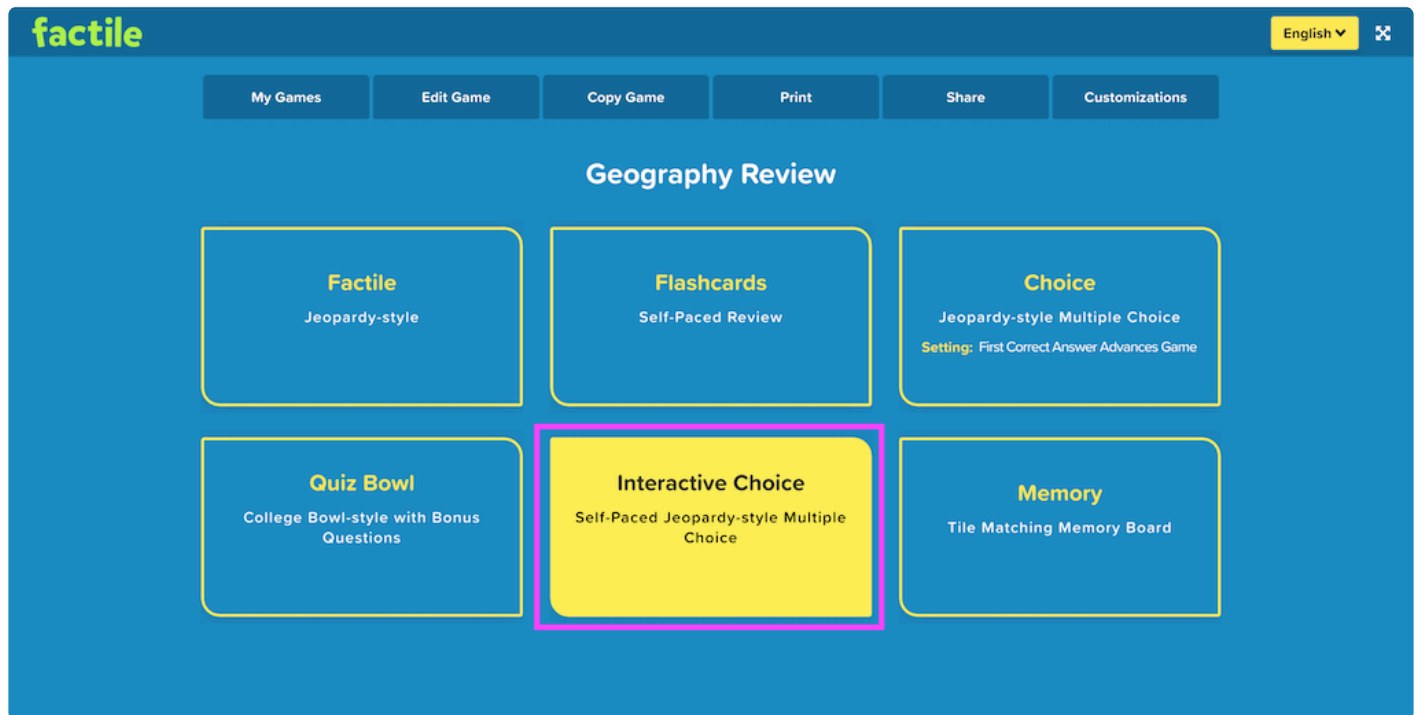 factile
English
My Games
Edit Game
Copy Game
Print
Share
Customizations
Geography Review
Factile
Jeopardy-style
Flashcards
Self-Paced Review
Choice
Jeopardy-style Multiple Choice
Setting: First Correct Answer Advances Game
Quiz Bowl
College Bowl-style with Bonus
Questions
Interactive Choice
Self-Paced Jeopardy-style Multiple
Choice
Memory
Tile Matching Memory Board